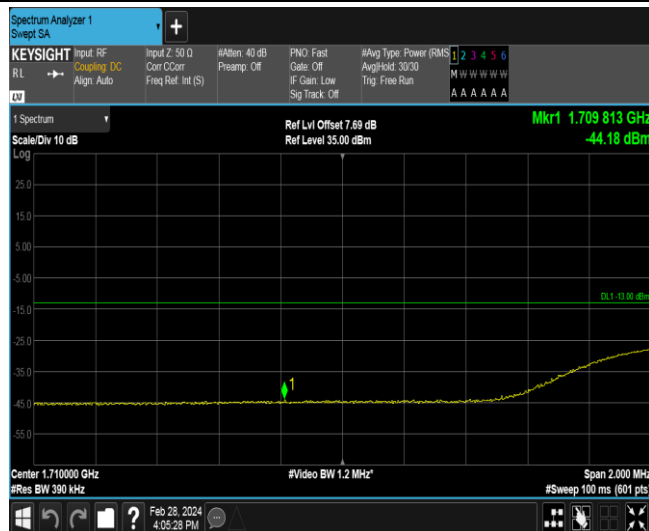 Spectrum Analyzer 1
Swept SA
+
KEYSIGHT
RL
Input: RF
Coupling: DC
Align: Auto
Input Z: 50 Ω
Corr CCorr
Freq Ref: Int (S)
#Atten: 40 dB
Preamp: Off
PNO: Fast
Gate: Off
IF Gain: Low
Sig Track: Off
#Avg Type: Power (RMS
Avg|Hold: 30/30
Trig: Free Run
1 2 3 4 5 6
M W W W W W
A A A A A A
1 Spectrum
Scale/Div 10 dB
Log
Ref Lvl Offset 7.69 dB
Ref Level 35.00 dBm
Mkr1 1.709 813 GHz
-44.18 dBm
25.0
15.0
5.00
-5.00
-15.0
DL1 -13.00 dBm
-25.0
-35.0
1
-45.0
-55.0
Center 1.710000 GHz
#Res BW 390 kHz
#Video BW 1.2 MHz*
Span 2.000 MHz
#Sweep 100 ms (601 pts)
?
Feb 28, 2024
4:05:28 PM